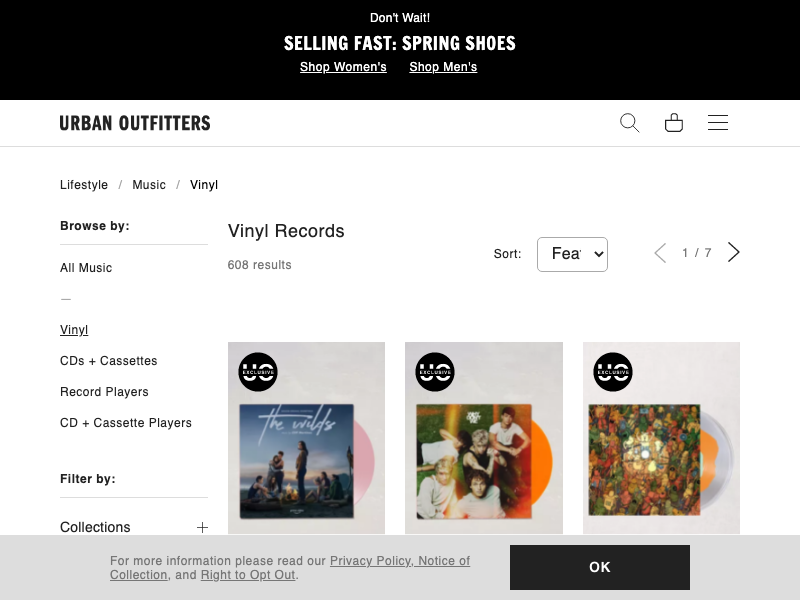 Don't Wait!
SELLING FAST: SPRING SHOES
Shop Women's Shop Men's
URBAN OUTFITTERS
Lifestyle / Music / Vinyl
Browse by:
All Music
—
Vinyl
CDs + Cassettes
Record Players
CD + Cassette Players
Filter by:
Collections
Vinyl Records
608 results
Sort: Fea
1 / 7
UO EXCLUSIVE
the wilds
UO EXCLUSIVE
UO EXCLUSIVE
For more information please read our Privacy Policy, Notice of
Collection, and Right to Opt Out.
OK